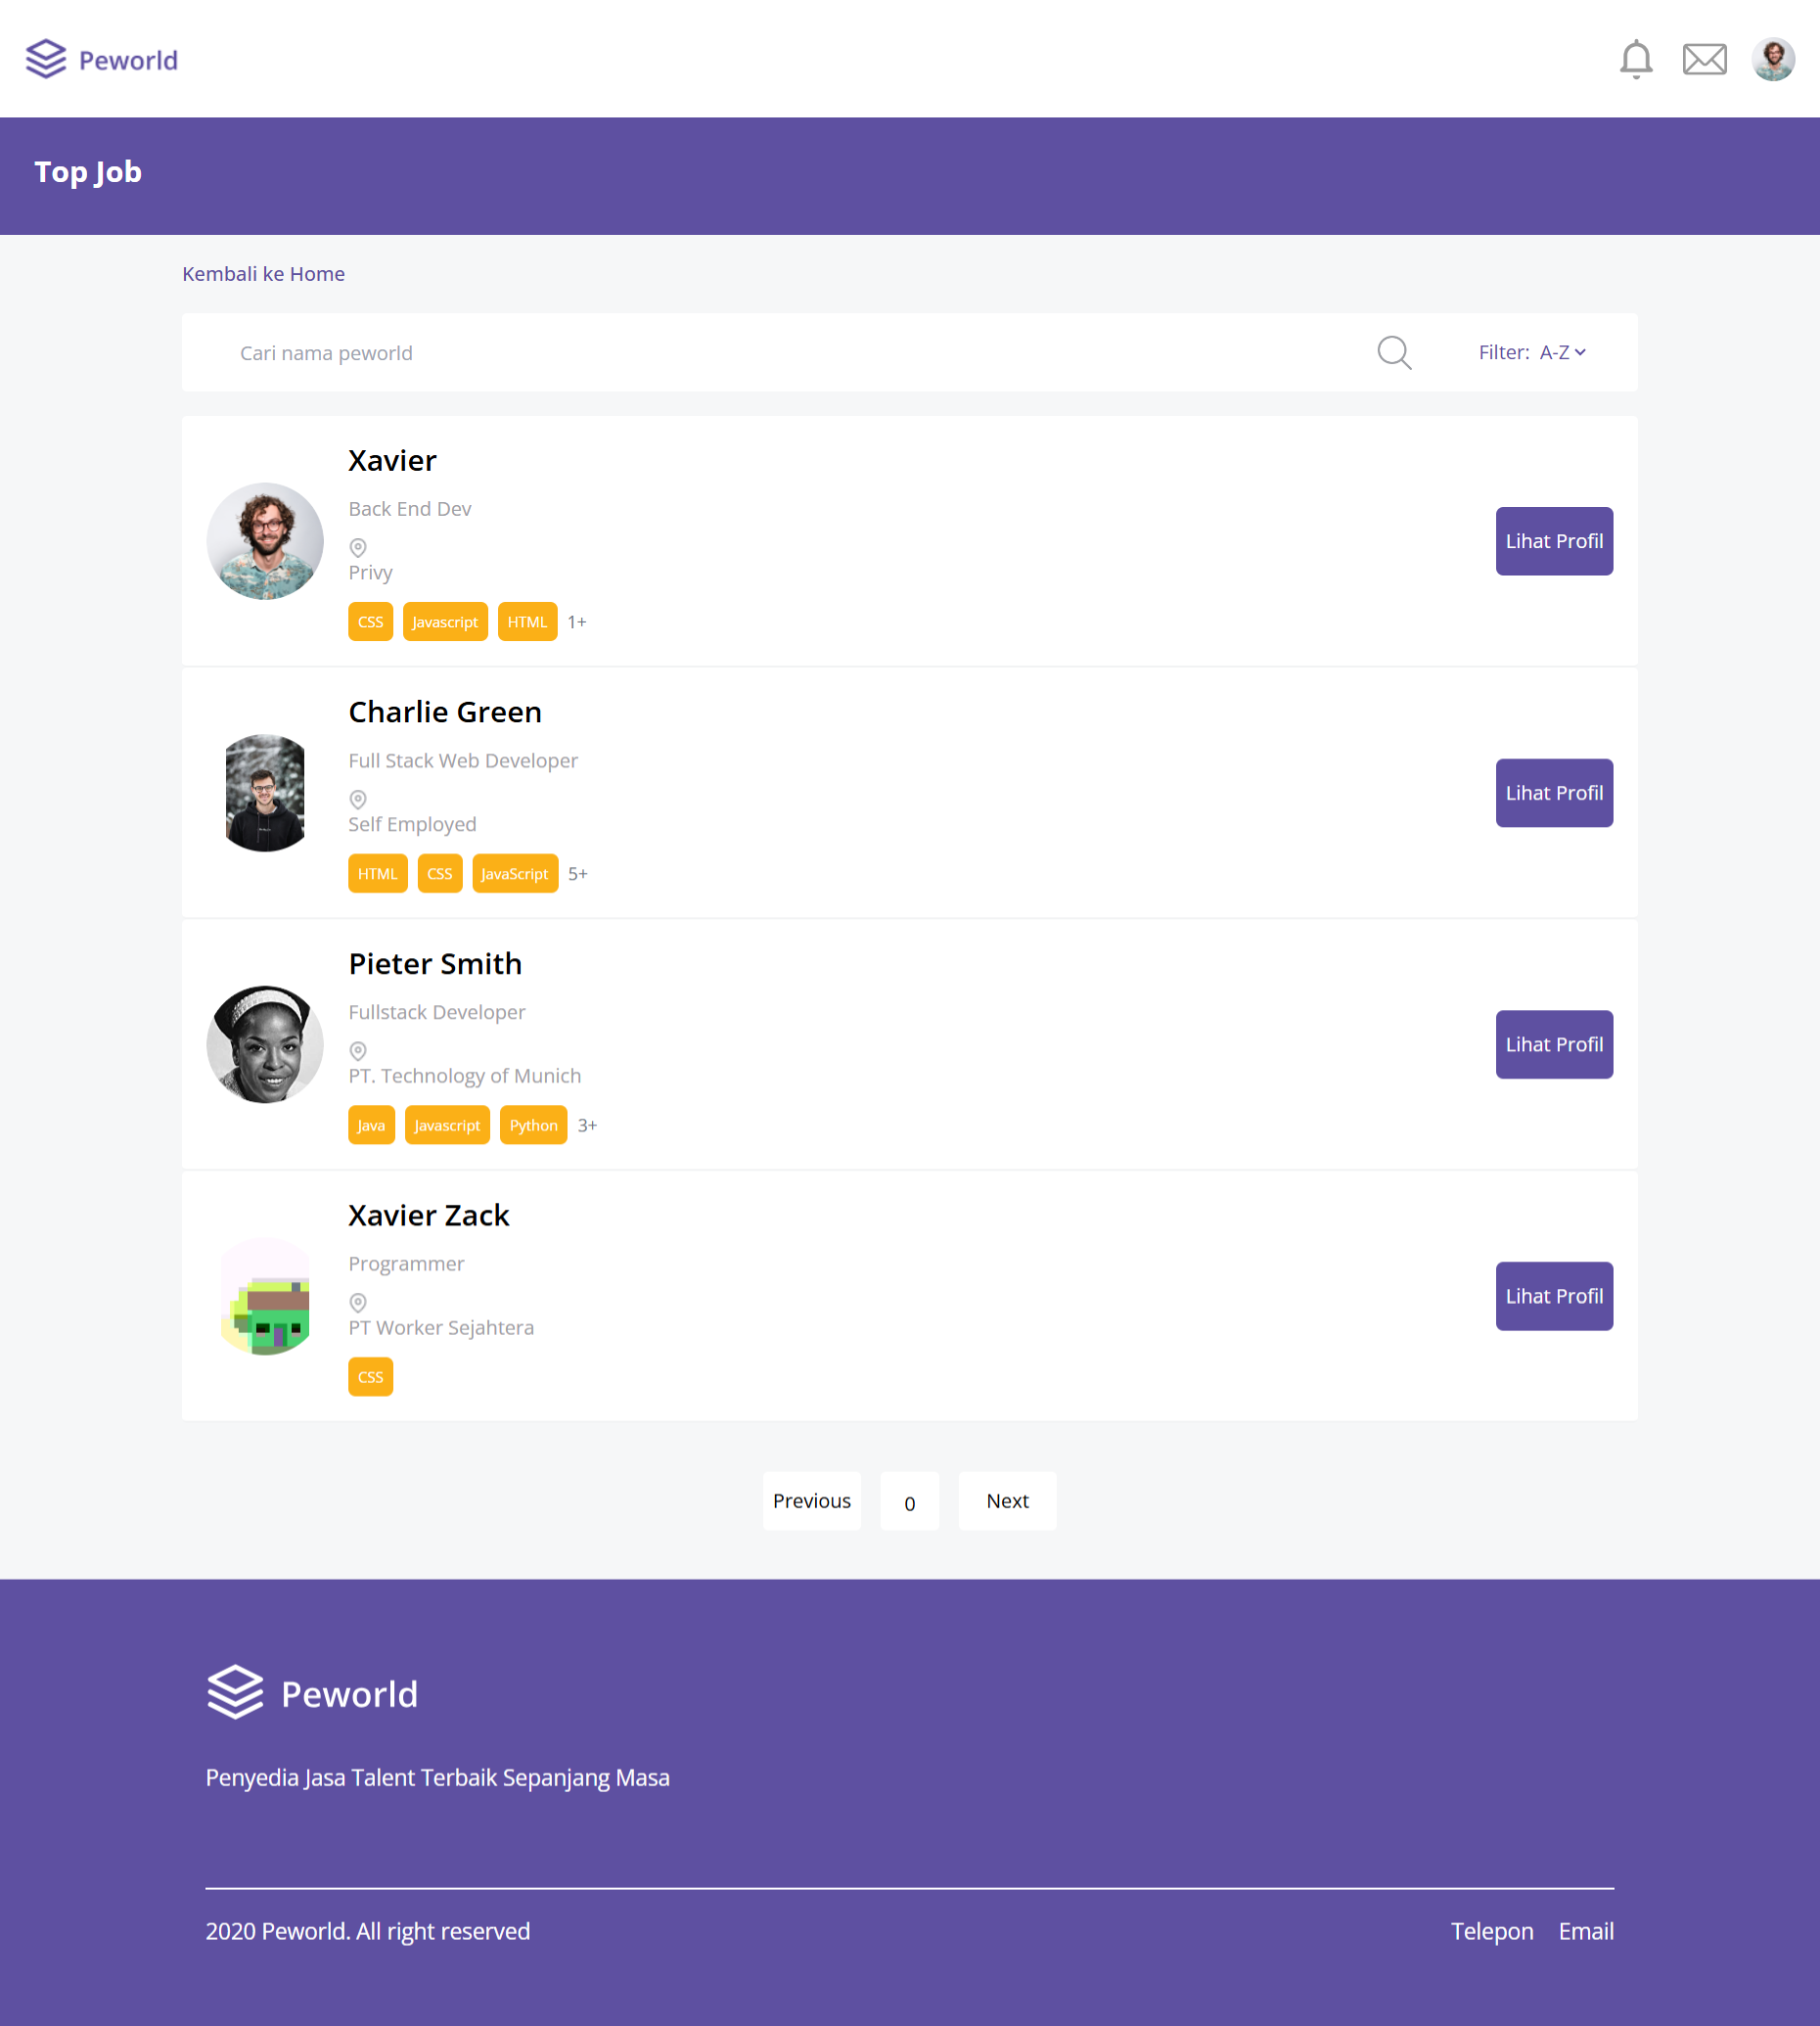 Peworld
Top Job
Kembali ke Home
Cari nama peworld
Filter: A-Z
Xavier
Back End Dev
Privy
CSS Javascript HTML 1+
Lihat Profil
Charlie Green
Full Stack Web Developer
Self Employed
HTML CSS JavaScript 5+
Lihat Profil
Pieter Smith
Fullstack Developer
PT. Technology of Munich
Java Javascript Python 3+
Lihat Profil
Xavier Zack
Programmer
PT Worker Sejahtera
CSS
Lihat Profil
Previous 0 Next
Peworld
Penyedia Jasa Talent Terbaik Sepanjang Masa
2020 Peworld. All right reserved
Telepon Email